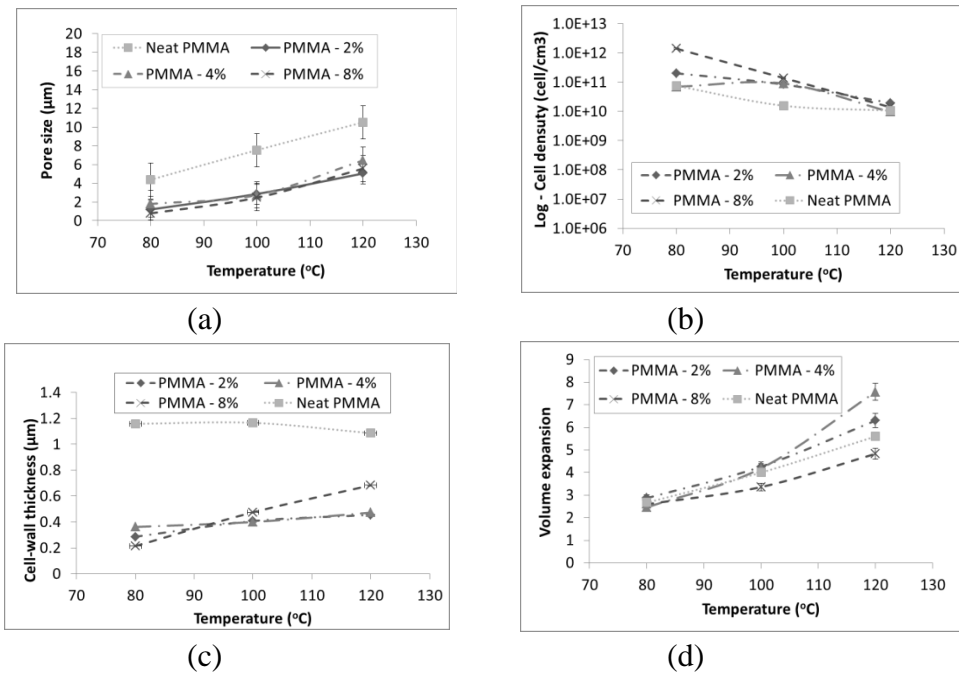 20
18
16
14
12
10
8
6
4
2
0
Pore size (µm)
Neat PMMA
PMMA - 2%
PMMA - 4%
PMMA - 8%
70 80 90 100 110 120 130
Temperature (°C)
(a)
1.0E+13
1.0E+12
1.0E+11
1.0E+10
1.0E+09
1.0E+08
1.0E+07
1.0E+06
Log - Cell densuty (cell/cm3)
PMMA - 2%
PMMA - 4%
PMMA - 8%
Neat PMMA
70 80 90 100 110 120 130
Temperature (°C)
(b)
PMMA - 2%
PMMA - 4%
PMMA - 8%
Neat PMMA
1.4
1.2
1
0.8
0.6
0.4
0.2
0
Cell-wall thickness (µm)
70 80 90 100 110 120 130
Temperature (°C)
(c)
9
8
7
6
5
4
3
2
1
0
Volume expansion
PMMA - 2%
PMMA - 4%
PMMA - 8%
Neat PMMA
70 80 90 100 110 120 130
Temperature (°C)
(d)